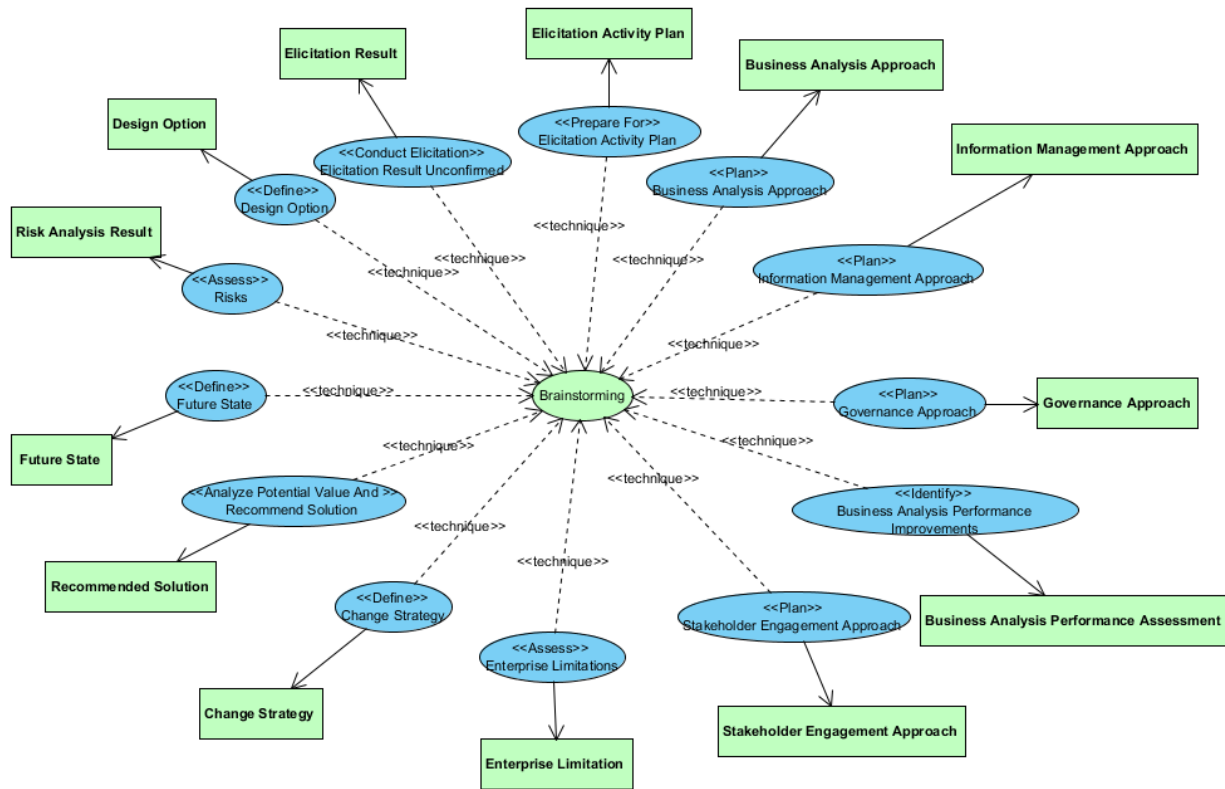 Elicitation Activity Plan
Elicitation Result
Business Analysis Approach
Design Option
<<Prepare For>>
Elicitation Activity Plan
<<Conduct Elicitation>>
Elicitation Result Unconfirmed
Information Management Approach
<<Plan>>
Business Analysis Approach
<<Define>>
Design Option
<<technique>>
Risk Analysis Result
<<technique>>
<<technique>>
<<Plan>>
Information Management Approach
<<Assess>>
Risks
<<technique>>
<<technique>>
<<technique>>
<<technique>>
<<Define>>
Future State
<<technique>>
Brainstorming
<<technique>>
<<Plan>>
Governance Approach
Governance Approach
Future State
<<technique>>
<<technique>>
<<technique>>
<<Analyze Potential Value And >>
Recommend Solution
<<Identify>>
Business Analysis Performance
Improvements
<<technique>>
<<technique>>
Recommended Solution
<<Define>>
Change Strategy
<<Plan>>
Stakeholder Engagement Approach
Business Analysis Performance Assessment
<<Assess>>
Enterprise Limitations
Change Strategy
Stakeholder Engagement Approach
Enterprise Limitation